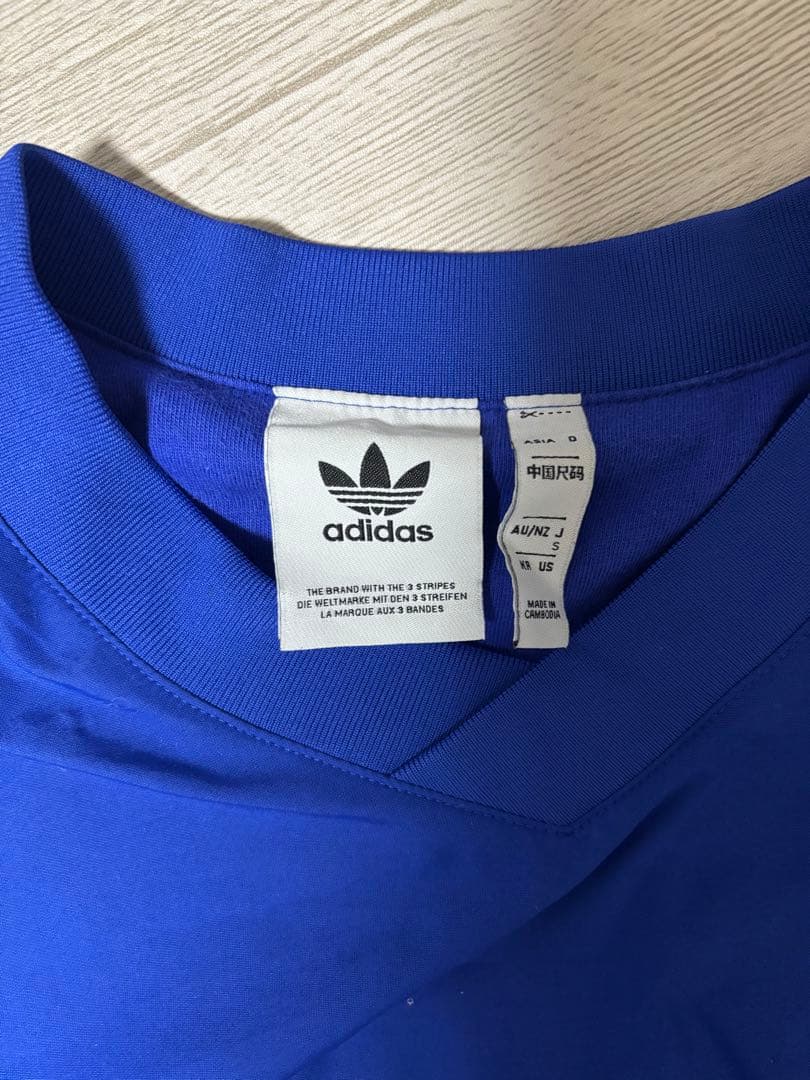 adidas
THE BRAND WITH THE 3 STRIPES
DIE WELTMARKE MIT DEN 3 STREIFEN
LA MARQUE AUX 3 BANDES
ASIA D
中国尺码
AU/NZ J
S
KR US
MADE IN
CAMBODIA